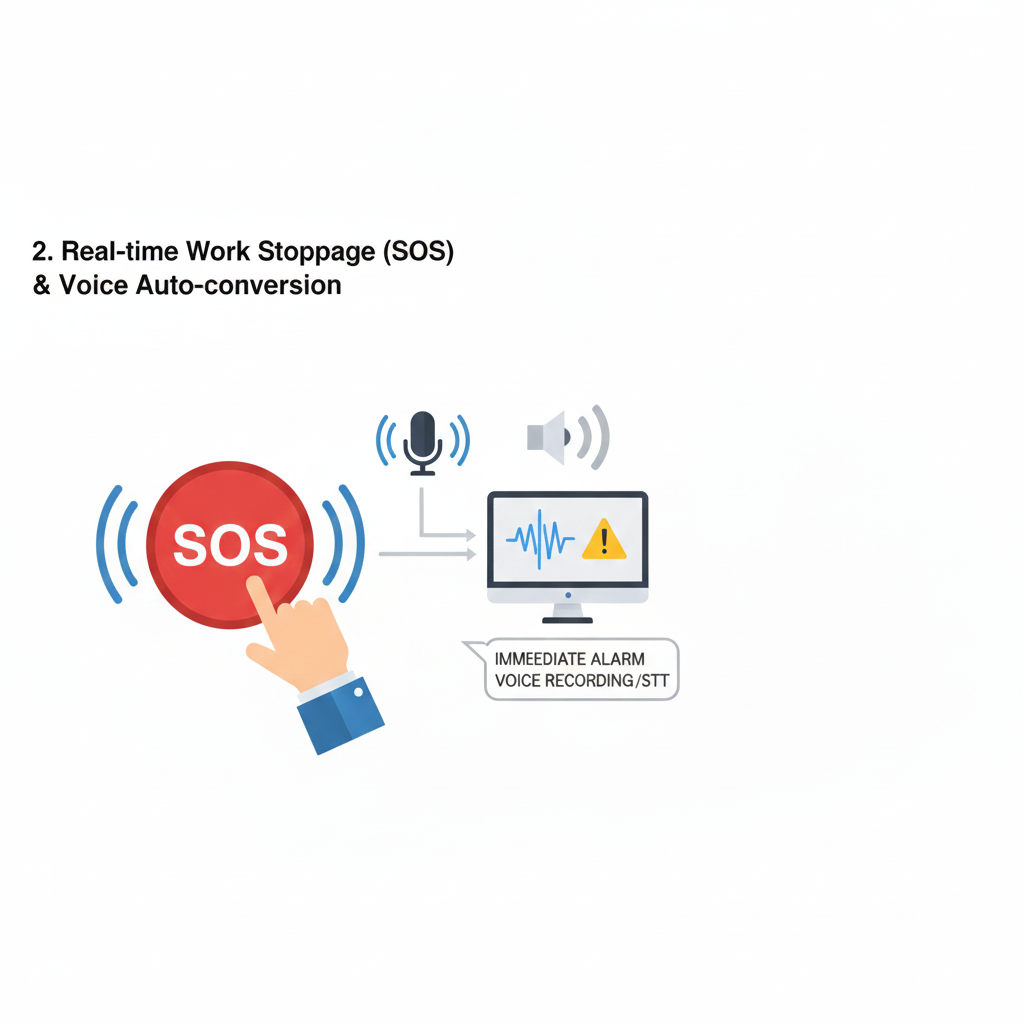 2. Real-time Work Stoppage (SOS)
& Voice Auto-conversion
SOS
IMMEEDIATE ALARM
VOICE RECORDING/STT